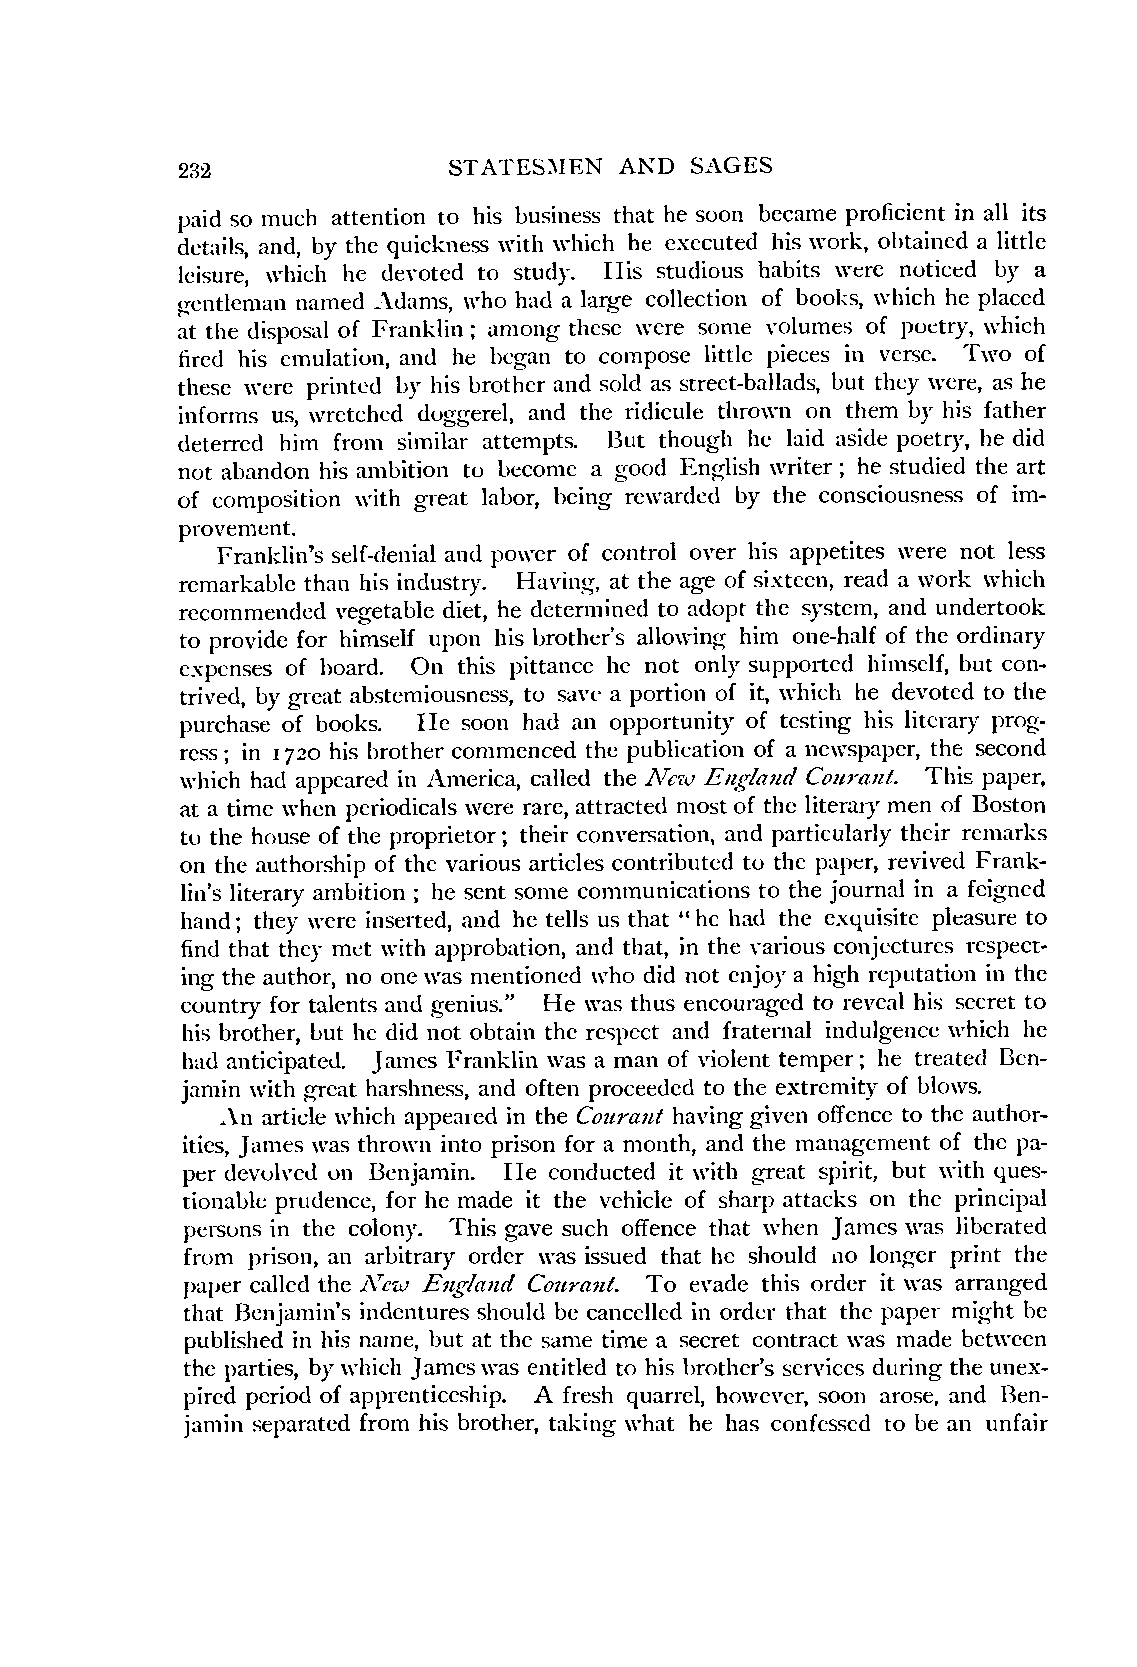 232 STATESMEN AND SAGES
paid so much attention to his business that he soon became proficient in all its
details, and, by the quickness with which he executed his work, obtained a little
leisure, which he devoted to study. His studious habits were noticed by a
gentleman named Adams, who had a large collection of books, which he placed
at the disposal of Franklin ; among these were some volumes of poetry, which
fired his emulation, and he began to compose little pieces in verse. Two of
these were printed by his brother and sold as street-ballads, but they were, as he
informs us, wretched doggerel, and the ridicule thrown on them by his father
deterred him from similar attempts. But though he laid aside poetry, he did
not abandon his ambition to become a good English writer ; he studied the art
of composition with great labor, being rewarded by the consciousness of im-
provement.
Franklin's self-denial and power of control over his appetites were not less
remarkable than his industry. Having, at the age of sixteen, read a work which
recommended vegetable diet, he determined to adopt the system, and undertook
to provide for himself upon his brother's allowing him one-half of the ordinary
expenses of board. On this pittance he not only supported himself, but con-
trived, by great abstemiousness, to save a portion of it, which he devoted to the
purchase of books. He soon had an opportunity of testing his literary prog-
ress ; in 1720 his brother commenced the publication of a newspaper, the second
which had appeared in America, called the New England Courant. This paper,
at a time when periodicals were rare, attracted most of the literary men of Boston
to the house of the proprietor ; their conversation, and particularly their remarks
on the authorship of the various articles contributed to the paper, revived Frank-
lin's literary ambition ; he sent some communications to the journal in a feigned
hand ; they were inserted, and he tells us that "he had the exquisite pleasure to
find that they met with approbation, and that, in the various conjectures respect-
ing the author, no one was mentioned who did not enjoy a high reputation in the
country for talents and genius." He was thus encouraged to reveal his secret to
his brother, but he did not obtain the respect and fraternal indulgence which he
had anticipated. James Franklin was a man of violent temper ; he treated Ben-
jamin with great harshness, and often proceeded to the extremity of blows.
An article which appeared in the Courant having given offence to the author-
ities, James was thrown into prison for a month, and the management of the pa-
per devolved on Benjamin. He conducted it with great spirit, but with ques-
tionable prudence, for he made it the vehicle of sharp attacks on the principal
persons in the colony. This gave such offence that when James was liberated
from prison, an arbitrary order was issued that he should no longer print the
paper called the New England Courant. To evade this order it was arranged
that Benjamin's indentures should be cancelled in order that the paper might be
published in his name, but at the same time a secret contract was made between
the parties, by which James was entitled to his brother's services during the unex-
pired period of apprenticeship. A fresh quarrel, however, soon arose, and Ben-
jamin separated from his brother, taking what he has confessed to be an unfair